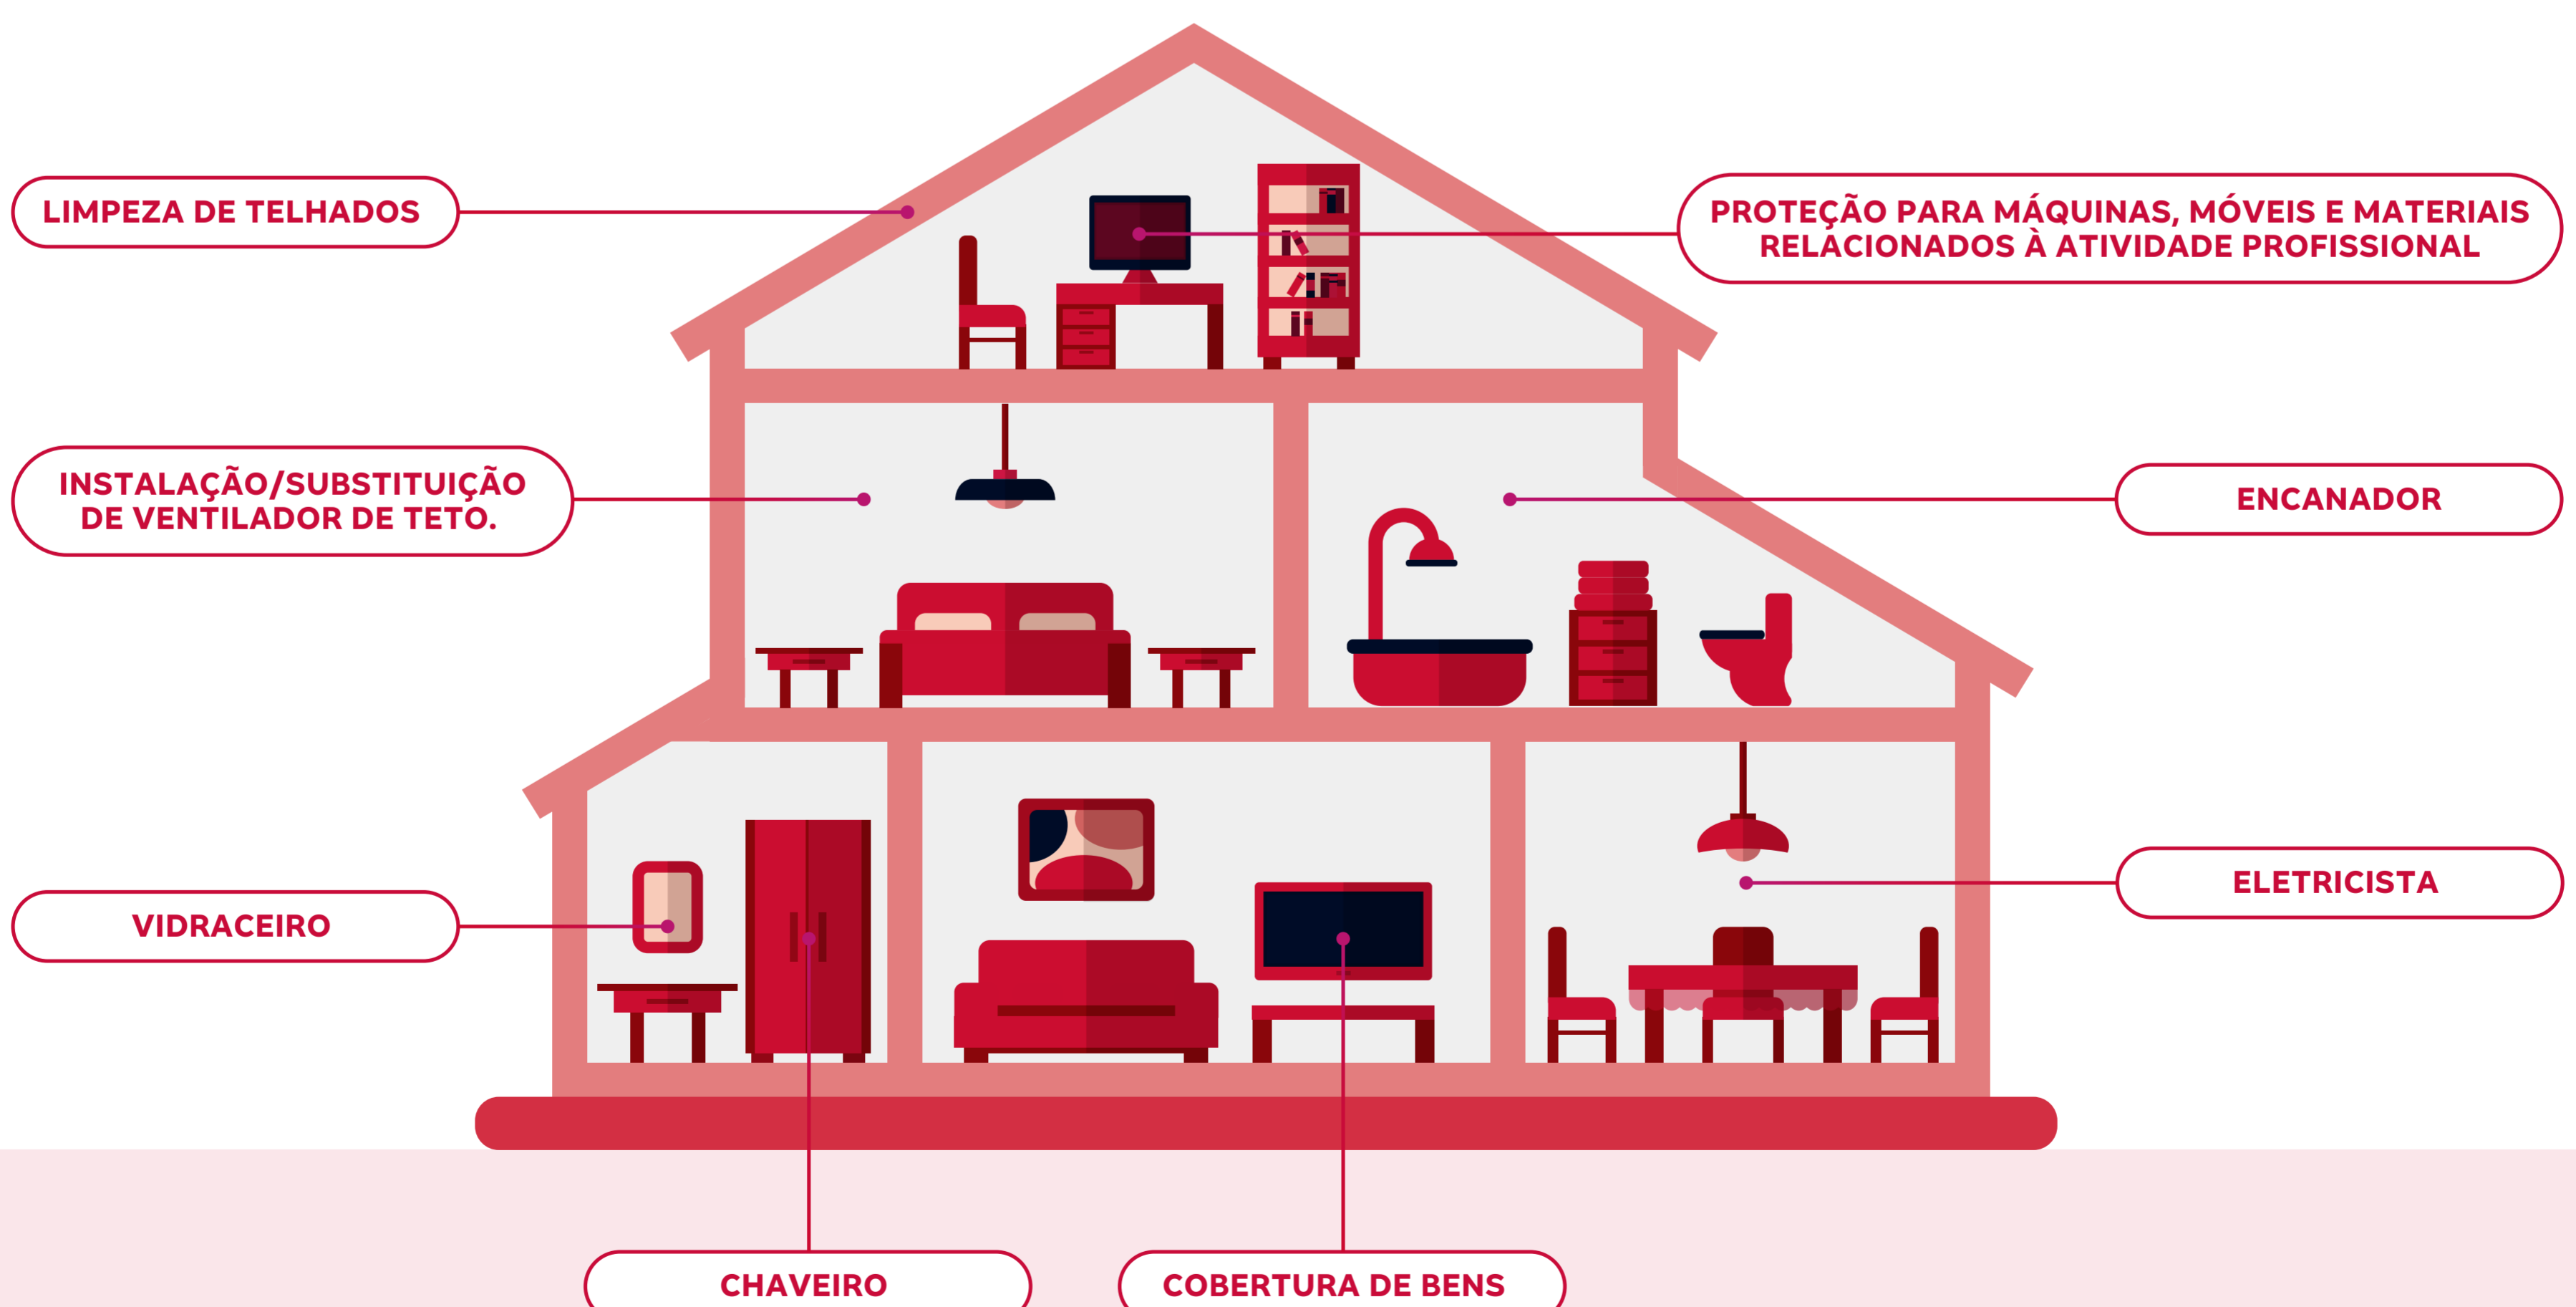 LIMPEZA DE TELHADOS
PROTEÇÃO PARA MÁQUINAS, MÓVEIS E MATERIAIS
RELACIONADOS À ATIVIDADE PROFISSIONAL
INSTALAÇÃO/SUBSTITUIÇÃO
DE VENTILADOR DE TETO.
ENCANADOR
VIDRACEIRO
ELETRICISTA
CHAVEIRO
COBERTURA DE BENS